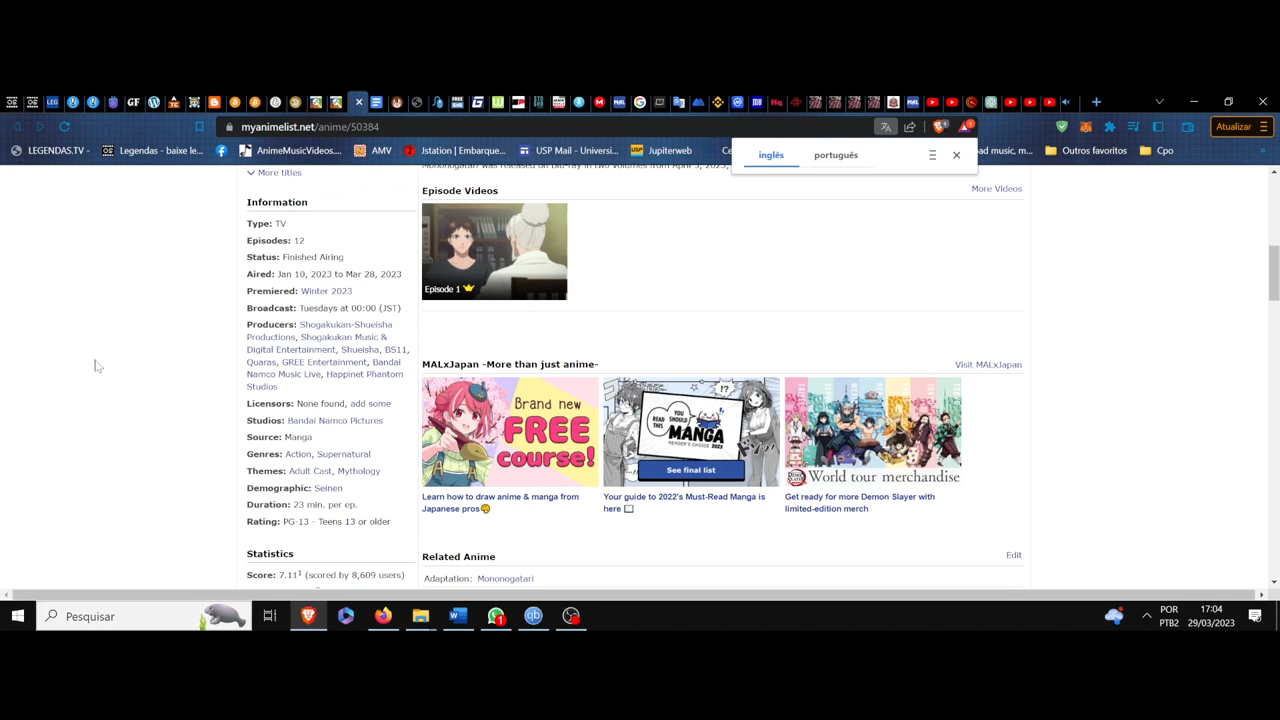 myanimelist.net/anime/50384
Atualizar
LEGENDAS.TV -
Legendas - baixe le...
AnimeMusicVideos....
AMV
Jstation | Embarque...
USP Mail - Universi...
Jupiterweb
Outros favoritos
Cpo
inglês
português
More titles
Information
Type: TV
Episodes: 12
Status: Finished Airing
Aired: Jan 10, 2023 to Mar 28, 2023
Premiered: Winter 2023
Broadcast: Tuesdays at 00:00 (JST)
Producers: Shogakukan-Shueisha
Productions, Shogakukan Music &
Digital Entertainment, Shueisha, BS11,
Quaras, GREE Entertainment, Bandai
Namco Music Live, Happinet Phantom
Studios
Licensors: None found, add some
Studios: Bandai Namco Pictures
Source: Manga
Genres: Action, Supernatural
Themes: Adult Cast, Mythology
Demographic: Seinen
Duration: 23 min. per ep.
Rating: PG-13 - Teens 13 or older
Statistics
Score: 7.11¹ (scored by 8,609 users)
Episode Videos
More Videos
Episode 1
MALxJapan -More than just anime-
Visit MALxJapan
Brand new
FREE
course!
Learn how to draw anime & manga from
Japanese pros
!?
YOU SHOULD READ THIS
MANGA
READER'S CHOICE 2023
See final list
Your guide to 2022's Must-Read Manga is
here
World tour merchandise
Get ready for more Demon Slayer with
limited-edition merch
Related Anime
Edit
Adaptation: Mononogatari
Pesquisar
POR
PTB2
17:04
29/03/2023